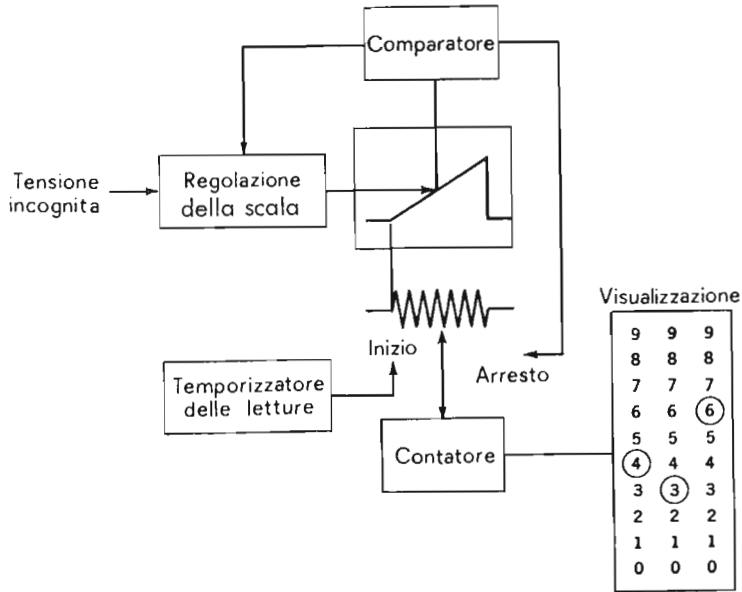 Comparatore
Tensione
incognita
Regolazione
della scala
Inizio
Arresto
Temporizzatore
delle letture
Contatore
Visualizzazione
9 9 9
8 8 8
7 7 7
6 6 6
5 5 5
4 4 4
3 3 3
2 2 2
1 1 1
0 0 0